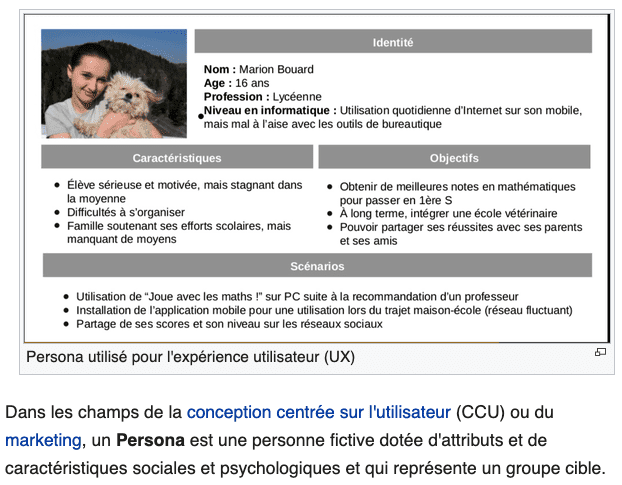 Identité
Nom : Marion Bouard
Age : 16 ans
Profession : Lycéenne
Niveau en informatique : Utilisation quotidienne d'Internet sur son mobile,
mais mal à l'aise avec les outils de bureautique
Caractéristiques
Élève sérieuse et motivée, mais stagnant dans
la moyenne
Difficultés à s'organiser
Famille soutenant ses efforts scolaires, mais
manquant de moyens
Objectifs
Obtenir de meilleures notes en mathématiques
pour passer en 1ère S
À long terme, intégrer une école vétérinaire
Pouvoir partager ses réussites avec ses parents
et ses amis
Scénarios
Utilisation de “Joue avec les maths !” sur PC suite à la recommandation d'un professeur
Installation de l'application mobile pour une utilisation lors du trajet maison-école (réseau fluctuant)
Partage de ses scores et son niveau sur les réseaux sociaux
Persona utilisé pour l'expérience utilisateur (UX)
Dans les champs de la conception centrée sur l'utilisateur (CCU) ou du
marketing, un Persona est une personne fictive dotée d'attributs et de
caractéristiques sociales et psychologiques et qui représente un groupe cible.